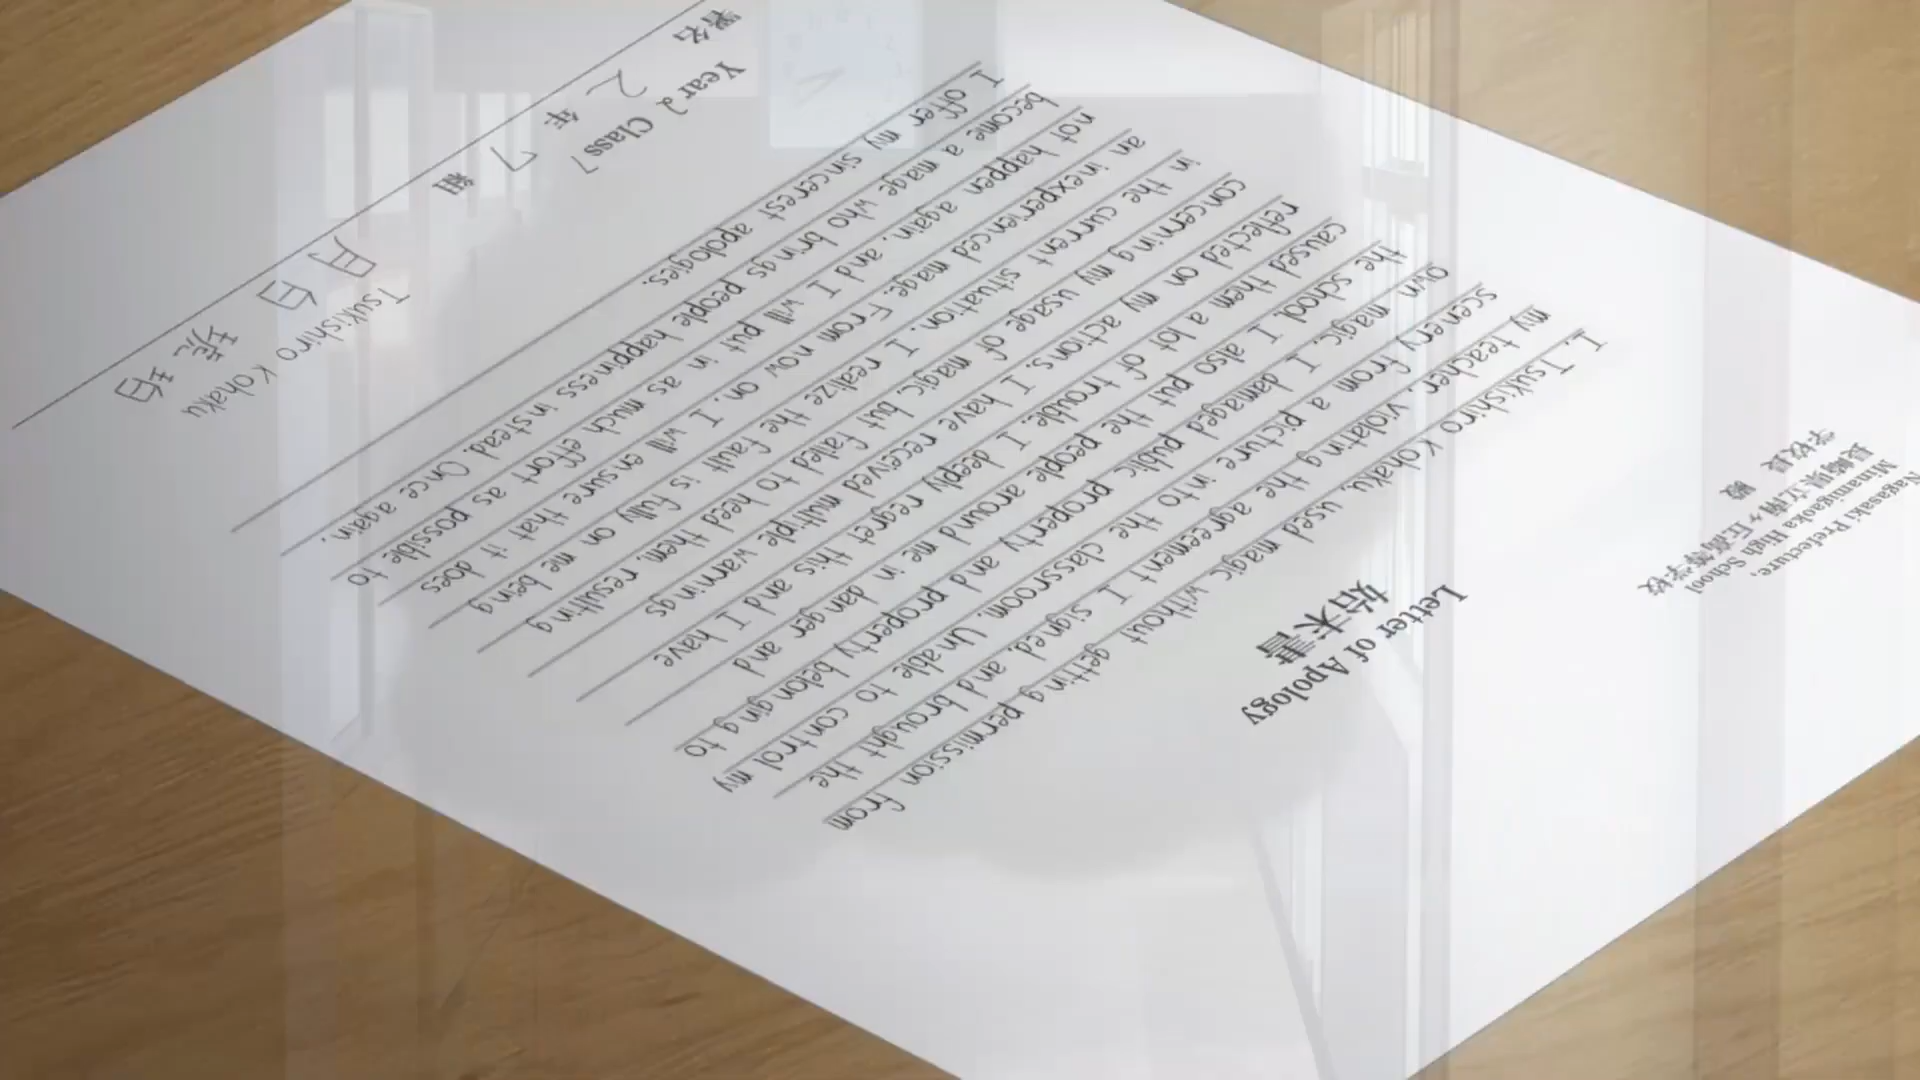 Nagasaki Prefecture,
Minamigaoka High School
長崎県立南ヶ丘高等学校
学校長 殿
Letter of Apology
始末書
I, Tsukishiro Kohaku, used magic without getting permission from
my teacher, violating the agreement I signed, and brought the
scenery from a picture into the classroom. Unable to control my
own magic, I damaged public property and property belonging to
the school. I also put the people around me in danger and
caused them a lot of trouble. I deeply regret this and I have
reflected on my actions. I have received multiple warnings
concerning my usage of magic, but failed to heed them, resulting
in the current situation. I realize the fault is fully on me being
an inexperienced mage. From now on, I will ensure that it does
not happen again, and I will put in as much effort as possible to
become a mage who brings people happiness instead. Once again,
I offer my sincerest apologies.
Year 2 Class 7
署名 2年 7組 月白 琥珀
Tsukishiro Kohaku